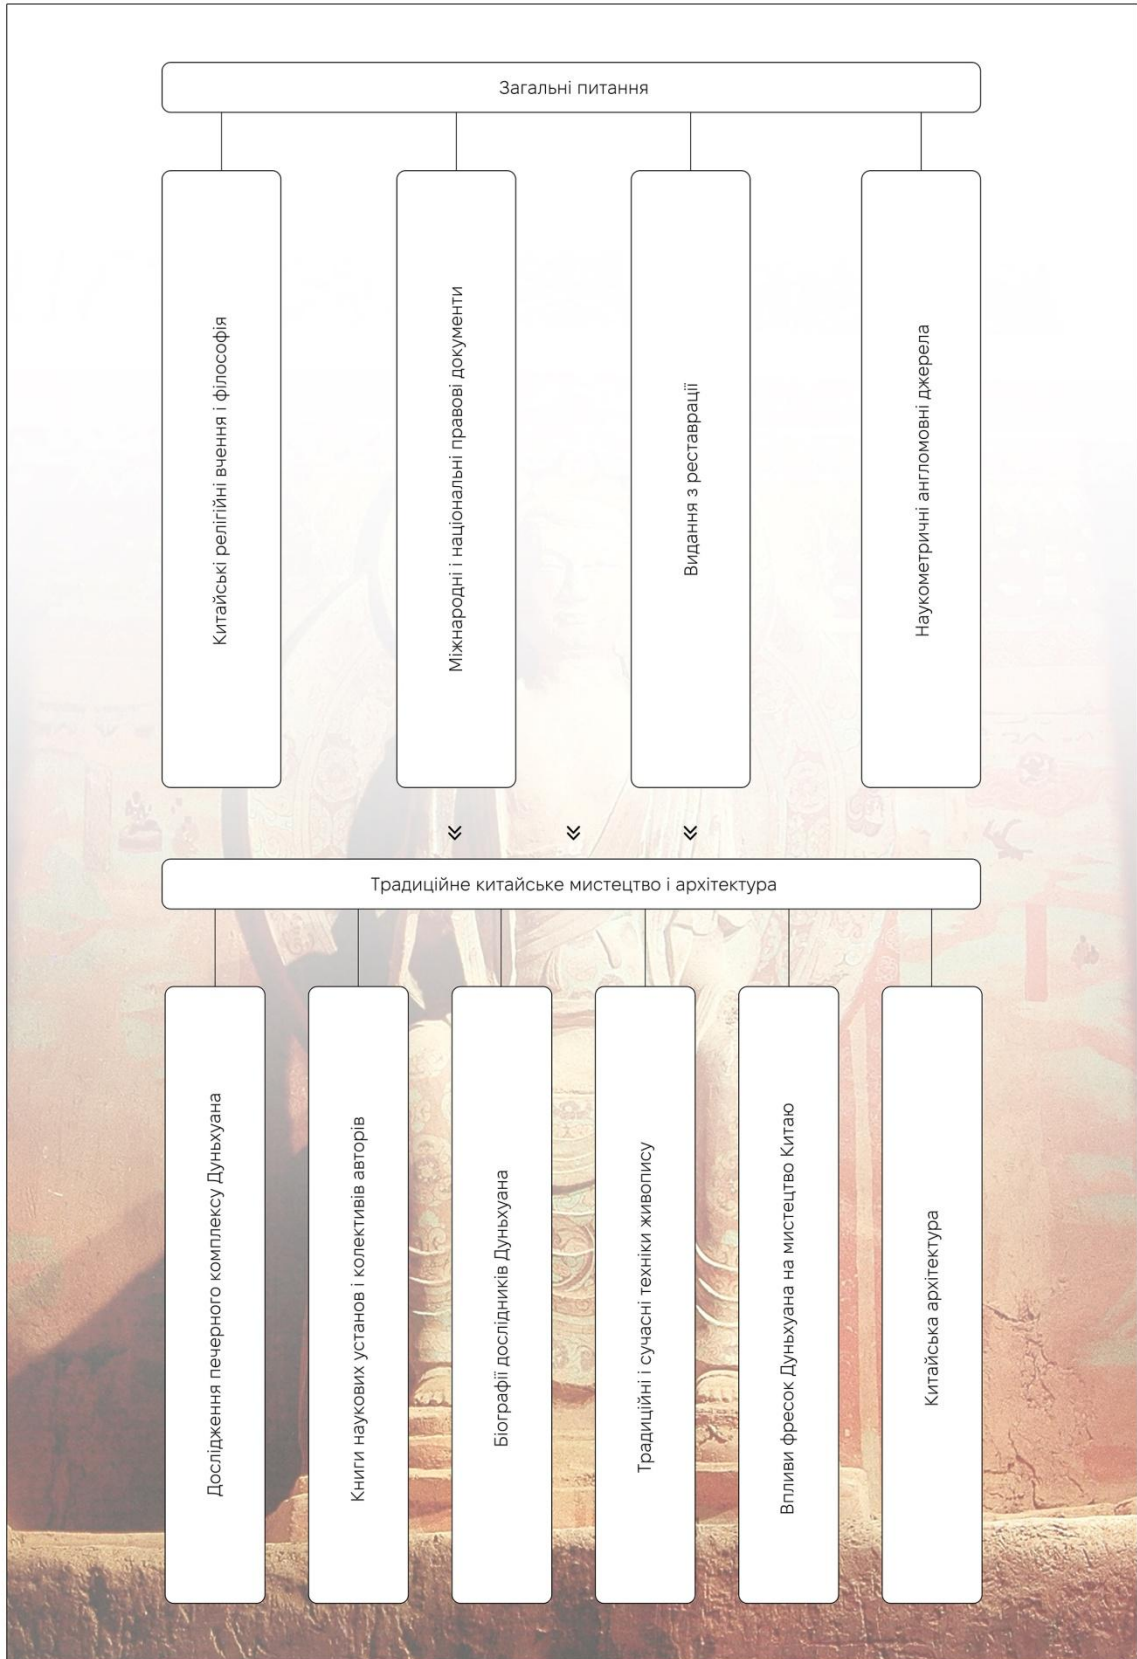 Загальні питання
Китайські релігійні вчення і філософія
Міжнародні і національні правові документи
Видання з реставрації
Наукометричні англомовні джерела
Традиційне китайське мистецтво і архітектура
Дослідження печерного комплексу Дуньхуана
Книги наукових установ і колективів авторів
Біографії дослідників Дуньхуана
Традиційні і сучасні техніки живопису
Впливи фресок Дуньхуана на мистецтво Китаю
Китайська архітектура